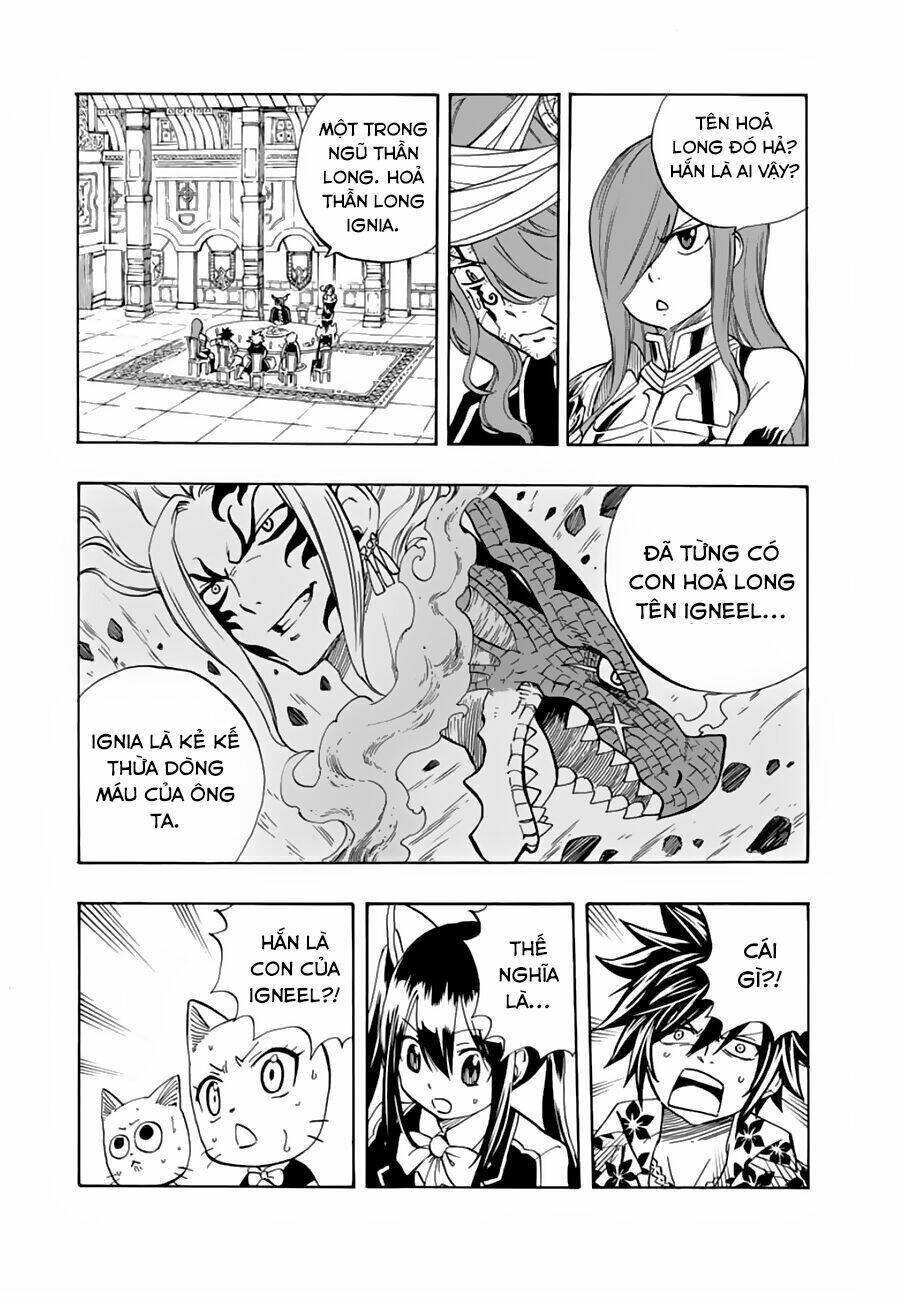 TÊN HOẢ
LONG ĐÓ HẢ?
HẮN LÀ AI VẬY?
MỘT TRONG
NGŨ THẦN
LONG. HOẢ
THẦN LONG
IGNIA.
ĐÃ TỪNG CÓ
CON HOẢ LONG
TÊN IGNEEL...
IGNIA LÀ KẺ KẾ
THỪA DÒNG
MÁU CỦA ÔNG
TA.
CÁI
GÌ?!
THẾ
NGHĨA
LÀ...
HẮN LÀ
CON CỦA
IGNEEL?!